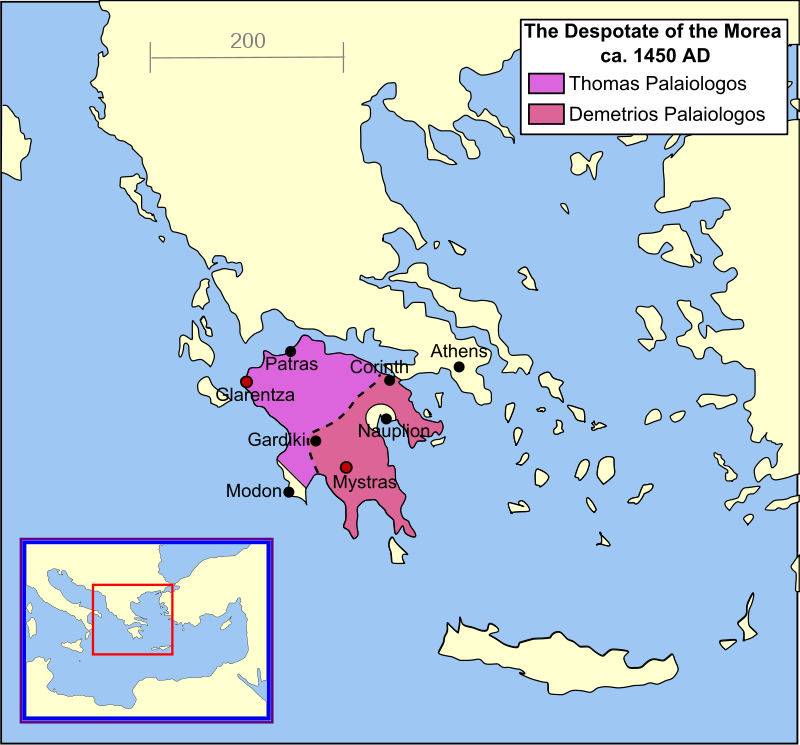 The Despotate of the Morea
ca. 1450 AD
Thomas Palaiologos
Demetrios Palaiologos
200
Athens
Patras
Corinth
Glarentza
Nauplion
Gardiki
Mystras
Modon